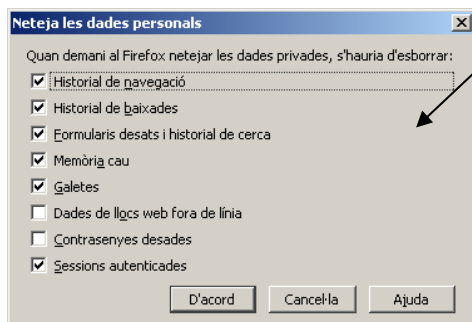 Neteja les dades personals
Quan demani al Firefox netejar les dades privades, s'hauria d'esborrar:
Historial de navegació
Historial de baixades
Formularis desats i historial de cerca
Memòria cau
Galetes
Dades de llocs web fora de línia
Contrasenyes desades
Sessions autenticades
D'acord Cancel·la Ajuda